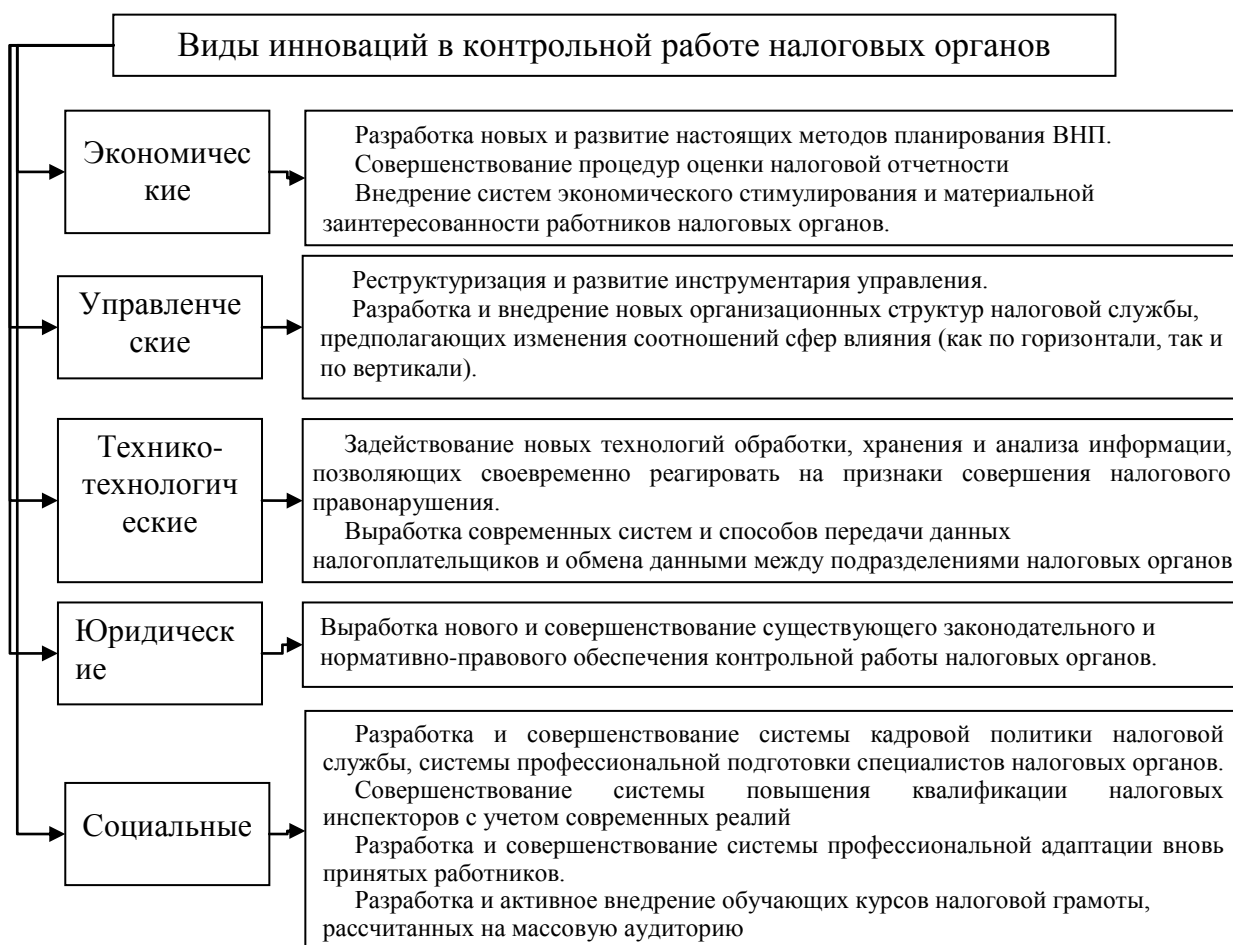 Виды инноваций в контрольной работе налоговых органов
Экономичес
кие
Разработка новых и развитие настоящих методов планирования ВНП.
Совершенствование процедур оценки налоговой отчетности
Внедрение систем экономического стимулирования и материальной
заинтересованности работников налоговых органов.
Управленче
ские
Реструктуризация и развитие инструментария управления.
Разработка и внедрение новых организационных структур налоговой службы,
предполагающих изменения соотношений сфер влияния (как по горизонтали, так и
по вертикали).
Технико-
технологич
еские
Задействование новых технологий обработки, хранения и анализа информации,
позволяющих своевременно реагировать на признаки совершения налогового
правонарушения.
Выработка современных систем и способов передачи данных
налогоплательщиков и обмена данными между подразделениями налоговых органов
Юридическ
ие
Выработка нового и совершенствование существующего законодательного и
нормативно-правового обеспечения контрольной работы налоговых органов.
Социальные
Разработка и совершенствование системы кадровой политики налоговой
службы, системы профессиональной подготовки специалистов налоговых органов.
Совершенствование системы повышения квалификации налоговых
инспекторов с учетом современных реалий
Разработка и совершенствование системы профессиональной адаптации вновь
принятых работников.
Разработка и активное внедрение обучающих курсов налоговой грамоты,
рассчитанных на массовую аудиторию